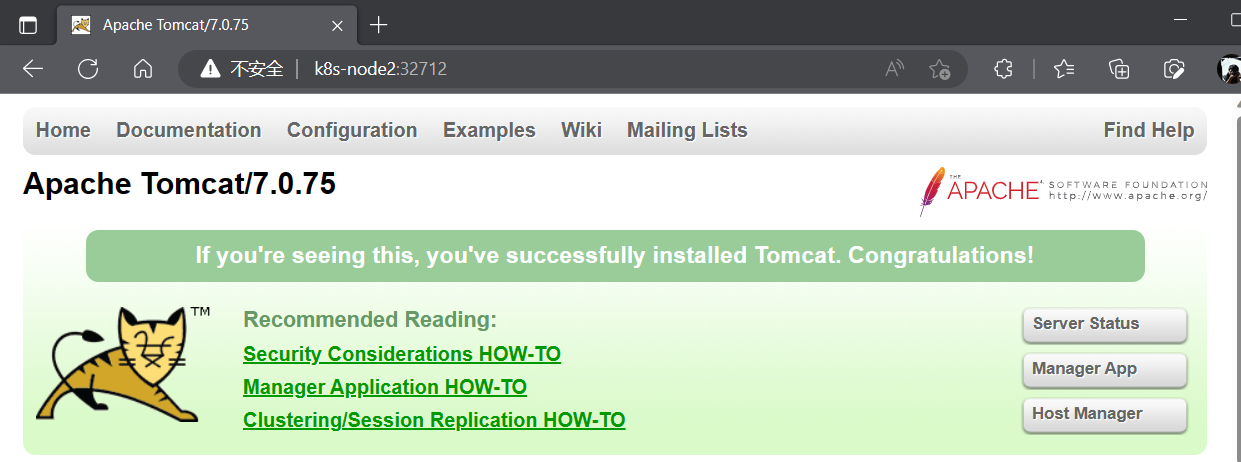 Apache Tomcat/7.0.75
不安全 k8s-node2:32712
Home Documentation Configuration Examples Wiki Mailing Lists Find Help
Apache Tomcat/7.0.75
THE APACHE SOFTWARE FOUNDATION
http://www.apache.org/
If you're seeing this, you've successfully installed Tomcat. Congratulations!
TM
Recommended Reading:
Security Considerations HOW-TO
Manager Application HOW-TO
Clustering/Session Replication HOW-TO
Server Status
Manager App
Host Manager